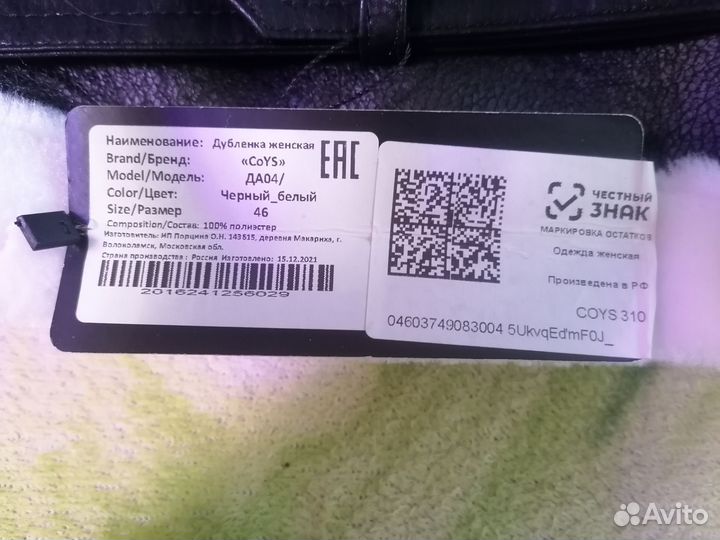 Наименование: Дубленка женская
Brand/Бренд: «CoYS»
Model/Модель: ДА04/
Color/Цвет: Черный_белый
Size/Размер 46
Composition/Состав: 100% полиэстер
Изготовитель: ИП Порцина О.Н. 143615, деревня Макариха, г.
Волоколамск, Московская обл.
Страна производства: Россия Изготовлено: 15.12.2021
2016241256029
EAC
ЧЕСТНЫЙ
ЗНАК
МАРКИРОВКА ОСТАТКОВ
Одежда женская
Произведена в РФ
COYS 310
04603749083004 5UkvqEd'mF0J_
Avito